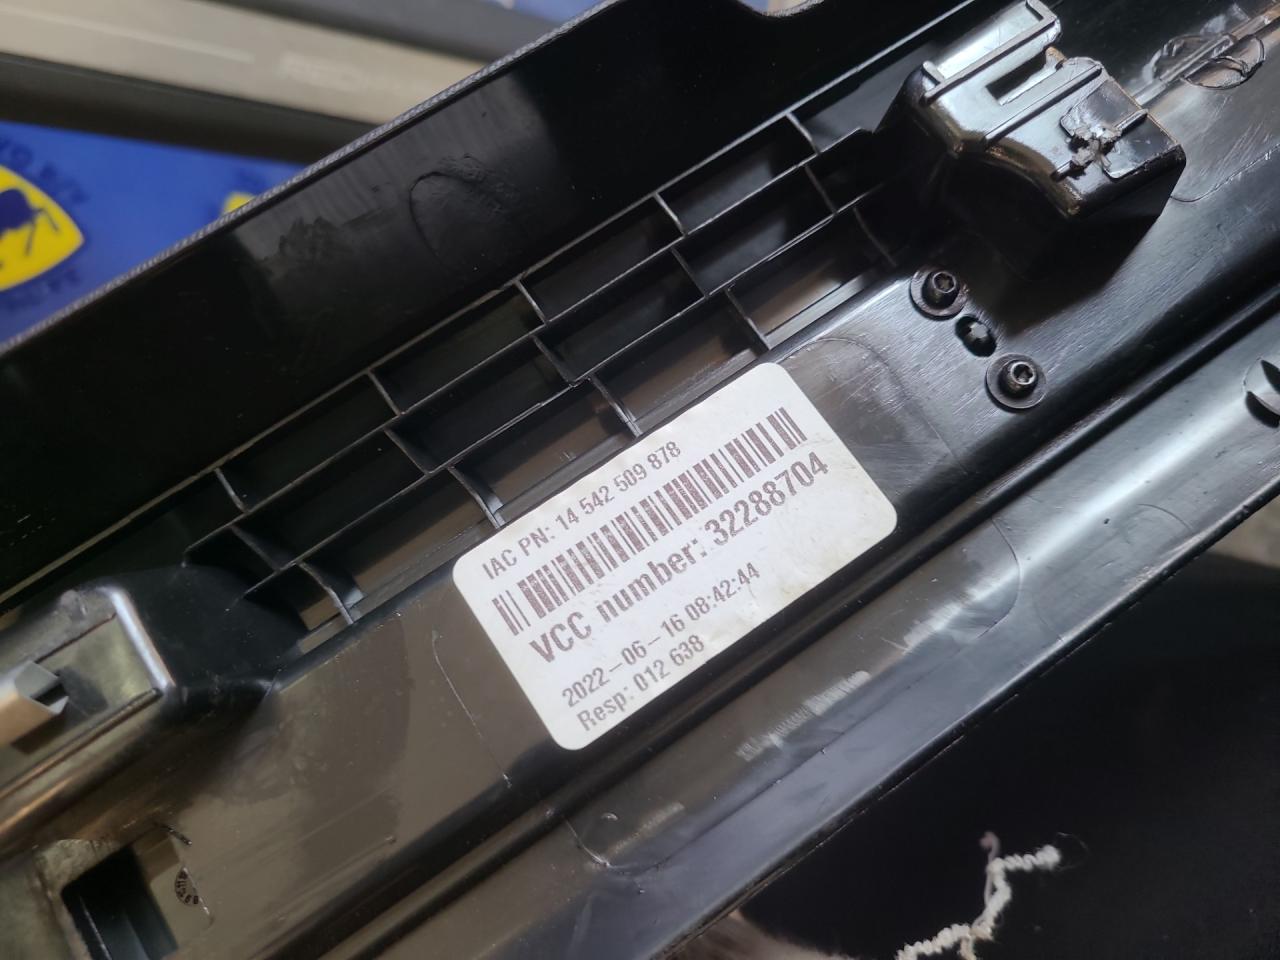 IAC PN: 14 542 509 878
VCC number: 32288704
2022-06-16 08:42:44
Resp: 012 638